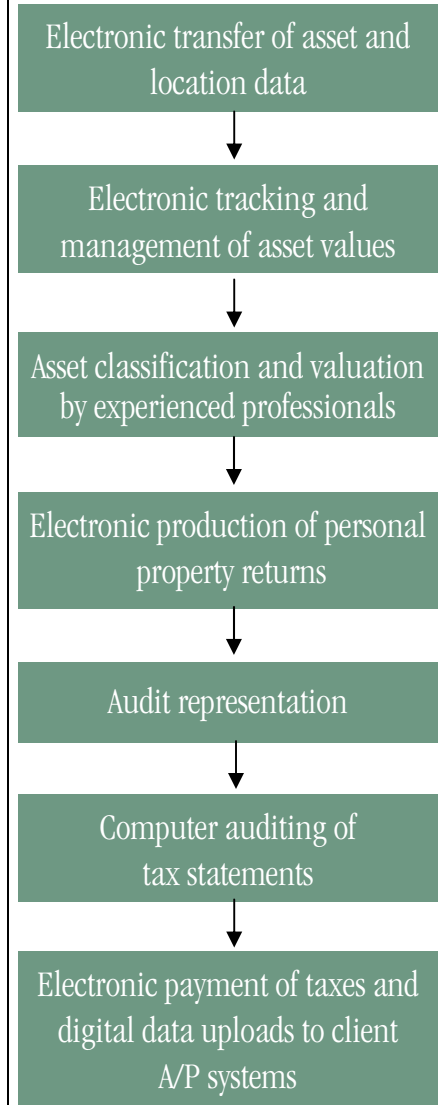 Electronic transfer of asset and
location data
Electronic tracking and
management of asset values
Asset classification and valuation
by experienced professionals
Electronic production of personal
property returns
Audit representation
Computer auditing of
tax statements
Electronic payment of taxes and
digital data uploads to client
A/P systems